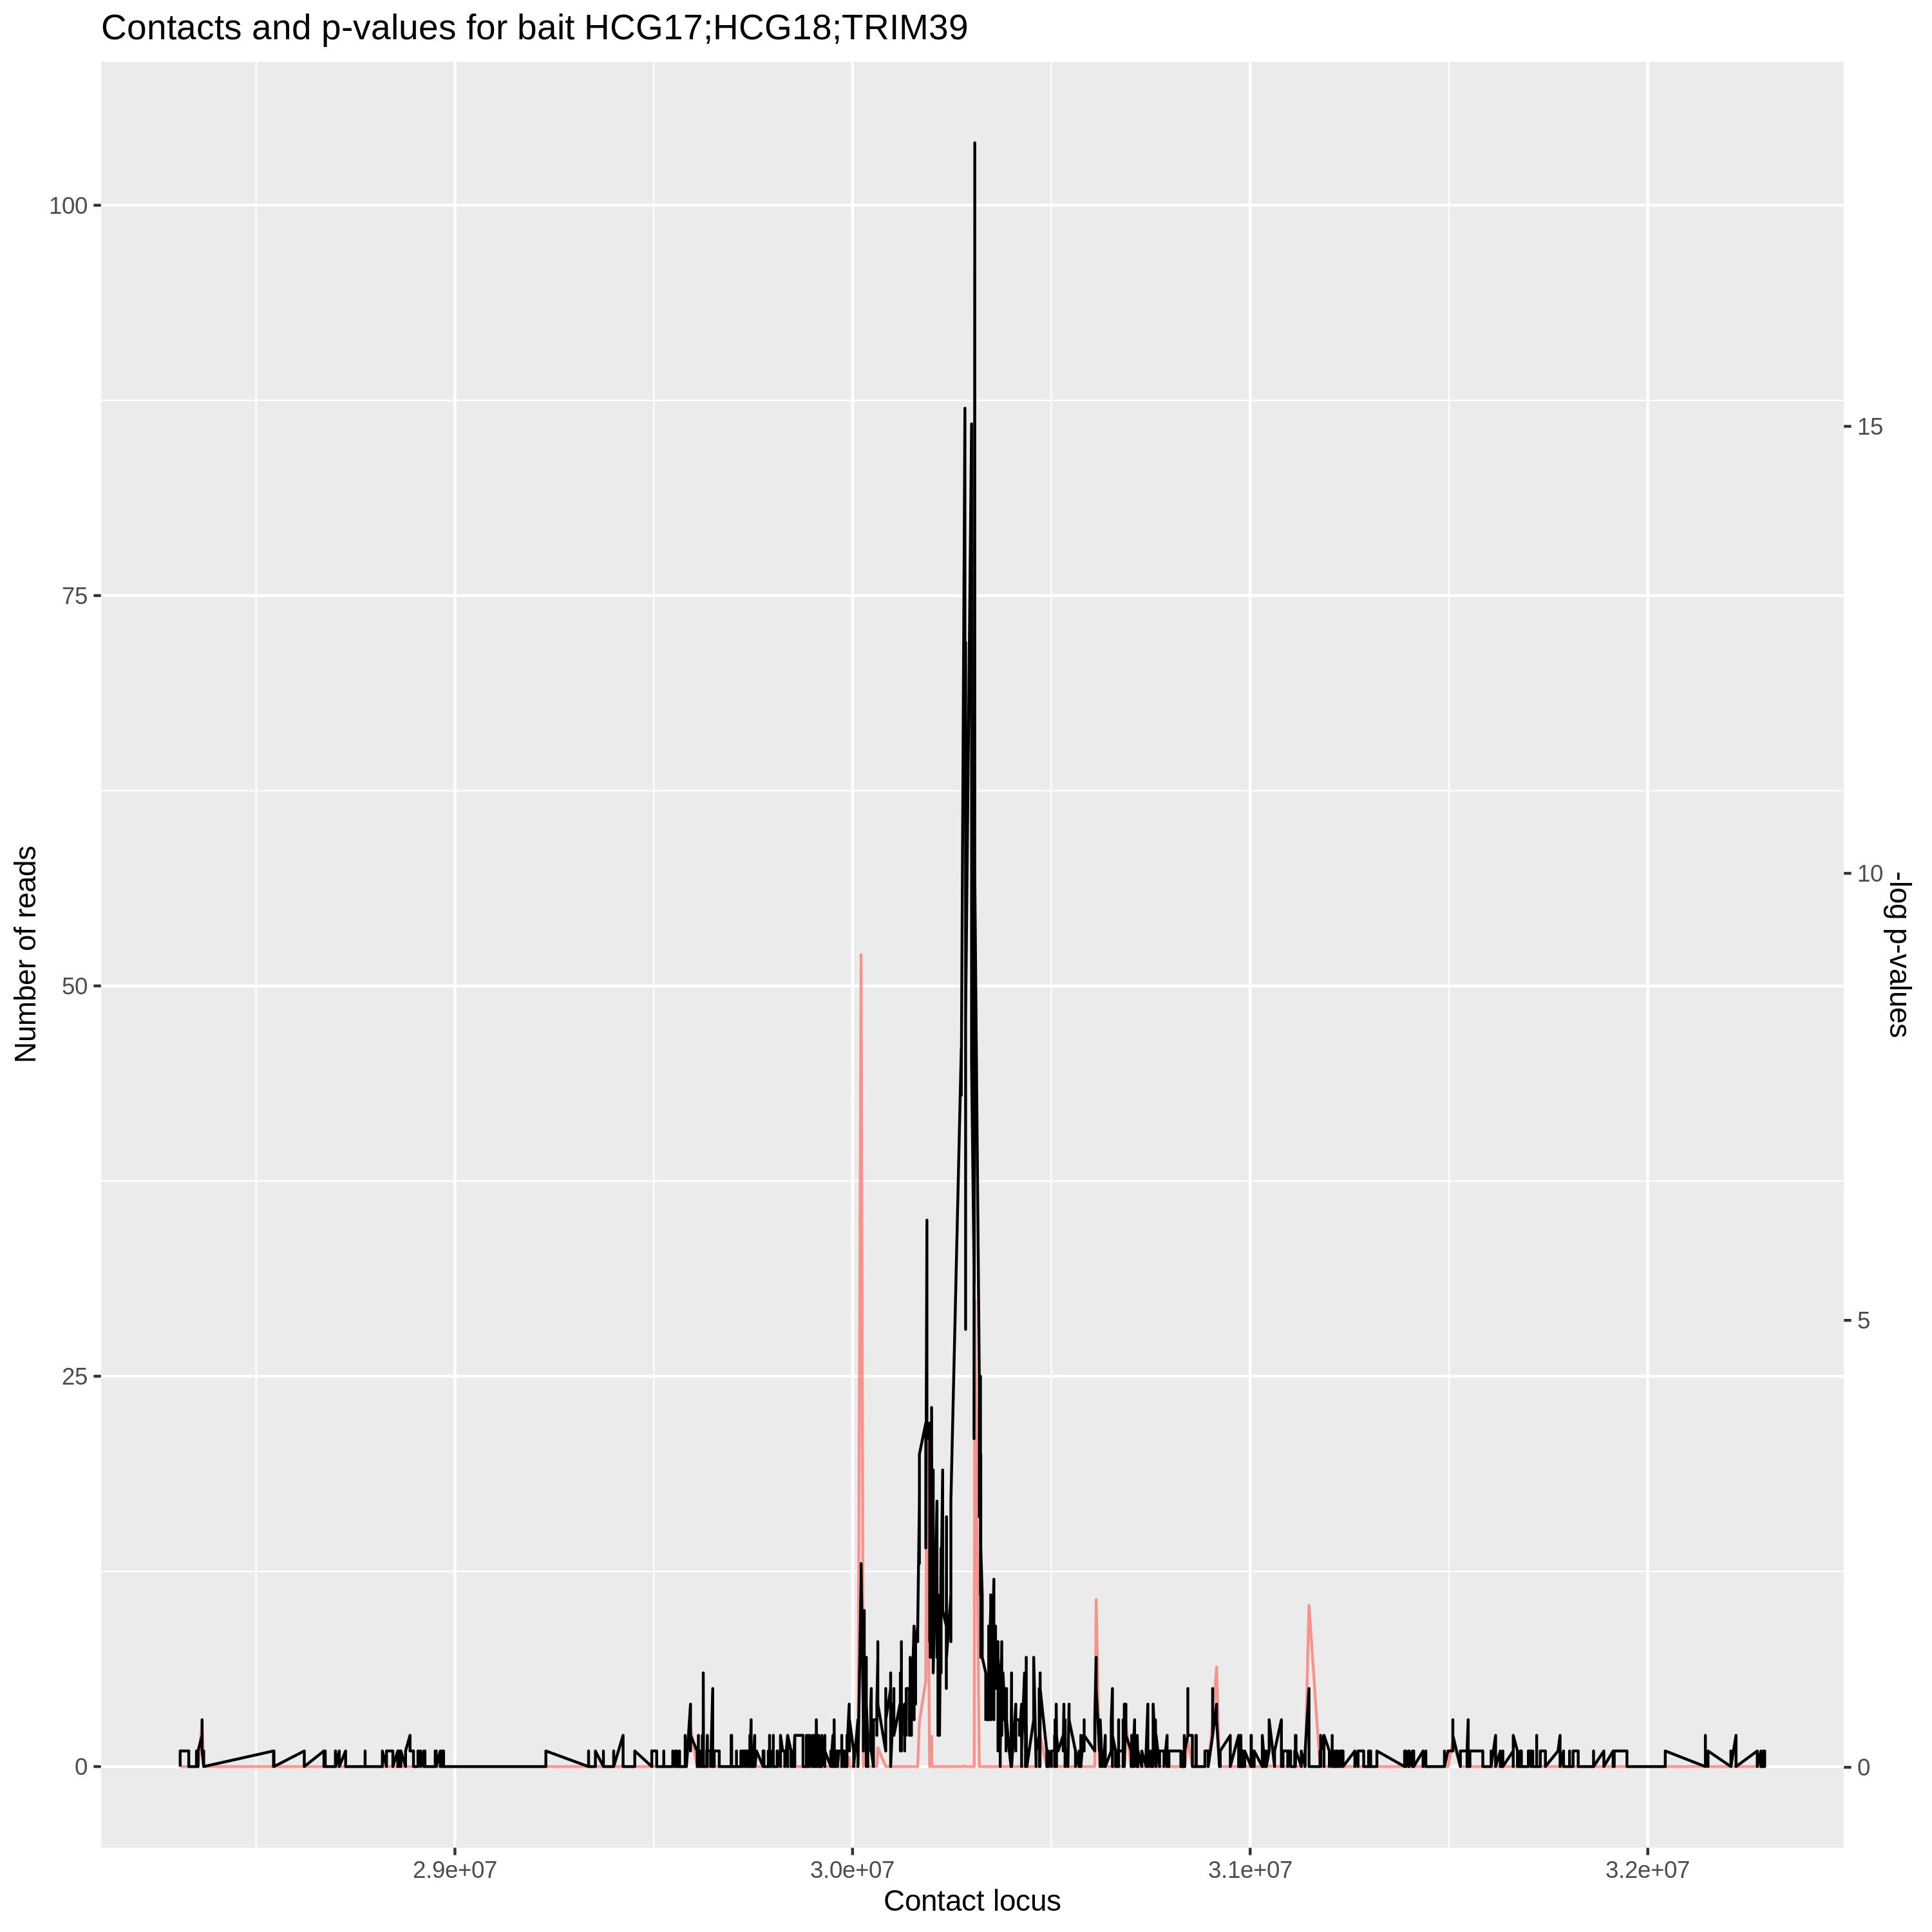 Contacts and p-values for bait HCG17;HCG18;TRIM39
100
75
50
25
0
Number of reads
15
10
5
0
-log p-values
2.9e+07
3.0e+07
3.1e+07
3.2e+07
Contact locus